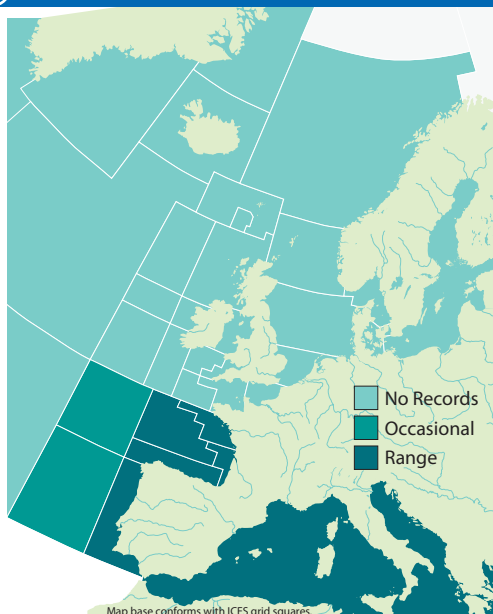 No Records
Occasional
Range
Map base conforms with ICES grid squares.